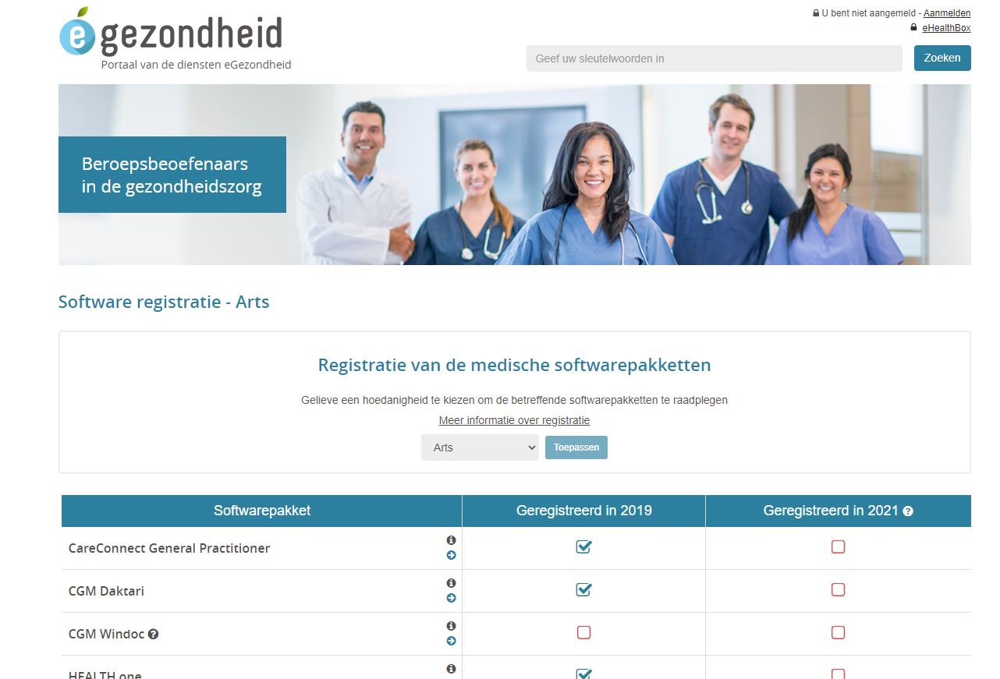 U bent niet aangemeld - Aanmelden
eHealthBox
e gezondheid
Portaal van de diensten eGezondheid
Geef uw sleutelwoorden in
Zoeken
Beroepsbeoefenaars
in de gezondheidszorg
Software registratie - Arts
Registratie van de medische softwarepakketten
Gelieve een hoedanigheid te kiezen om de betreffende softwarepakketten te raadplegen
Meer informatie over registratie
Arts
Toepassen
Softwarepakket
Geregistreerd in 2019
Geregistreerd in 2021
CareConnect General Practitioner
CGM Daktari
CGM Windoc
HEALTH one